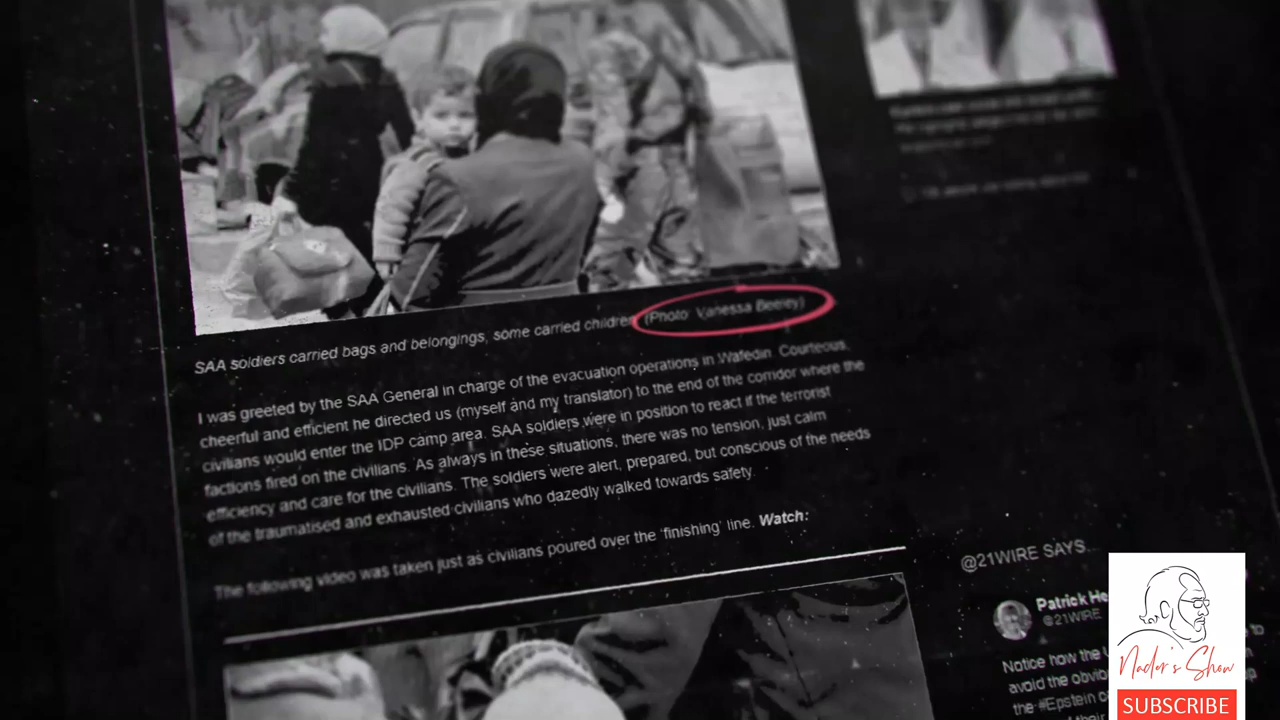 SAA soldiers carried bags and belongings, some carried children (Photo: Vanessa Beeley)
I was greeted by the SAA General in charge of the evacuation operations in Wafedin. Courteous,
cheerful and efficient he directed us (myself and my translator) to the end of the corridor where the
civilians would enter the IDP camp area. SAA soldiers were in position to react if the terrorist
factions fired on the civilians. As always in these situations, there was no tension, just calm
efficiency and care for the civilians. The soldiers were alert, prepared, but conscious of the needs
of the traumatised and exhausted civilians who dazedly walked towards safety.
The following video was taken just as civilians poured over the 'finishing' line. Watch:
@21WIRE SAYS
Patrick He
@21WIRE
Notice how the
avoid the obvio
the #Epstein
to
Nader's Show
SUBSCRIBE